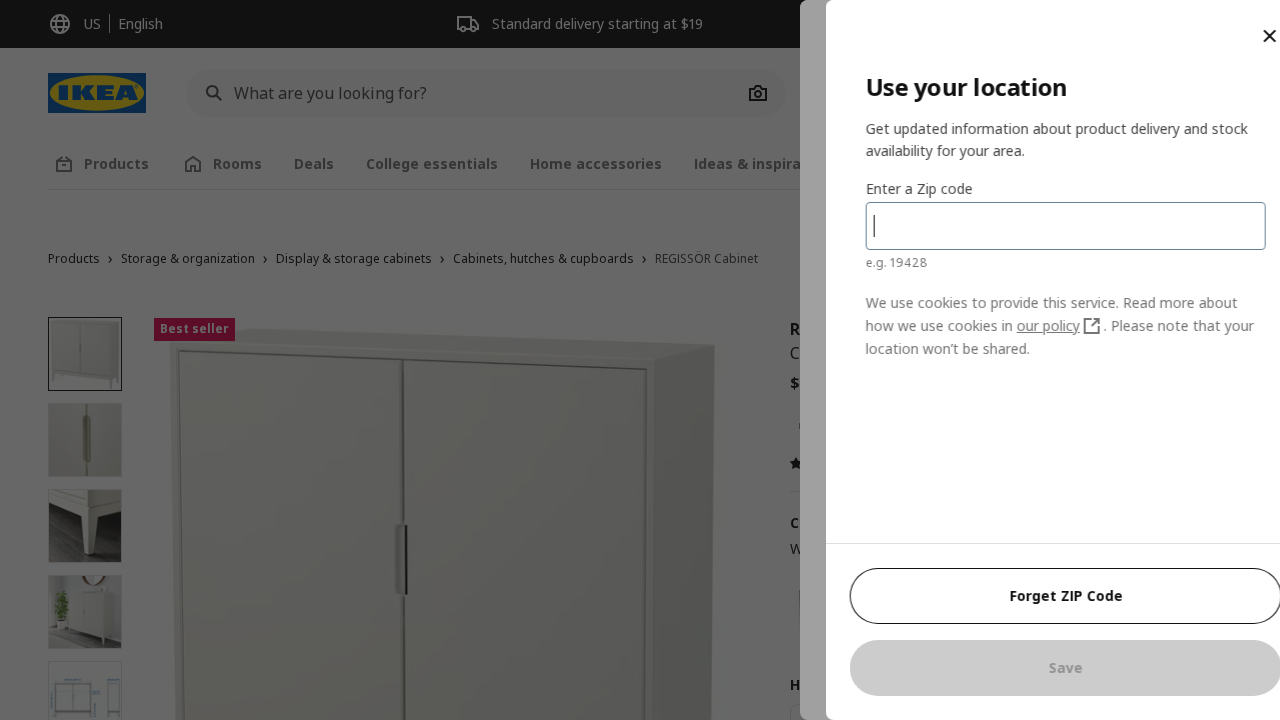 US
English
Standard delivery starting at $19
IKEA
What are you looking for?
Products
Rooms
Deals
College essentials
Home accessories
Ideas & inspira
Products › Storage & organization › Display & storage cabinets › Cabinets, hutches & cupboards › REGISSÖR Cabinet
Best seller
R
C
$
C
W
H
Use your location
Get updated information about product delivery and stock
availability for your area.
Enter a Zip code
e.g. 19428
We use cookies to provide this service. Read more about
how we use cookies in our policy . Please note that your
location won't be shared.
Forget ZIP Code
Save